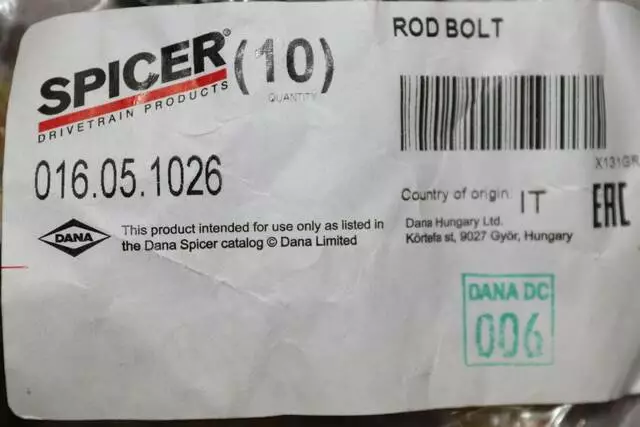 SPICER®
DRIVETRAIN PRODUCTS
(10)
QUANTITY
ROD BOLT
016.05.1026
X131GR
Country of origin IT
EAC
DANA
This product intended for use only as listed in
the Dana Spicer catalog © Dana Limited
Dana Hungary Ltd.
Körtefa st, 9027 Györ, Hungary
DANA DC
006